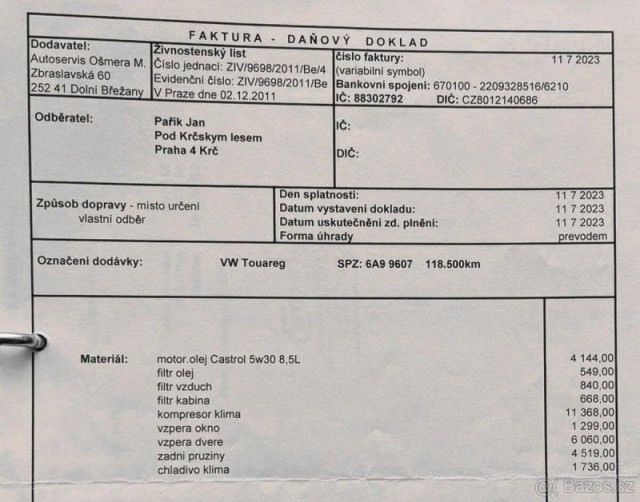 FAKTURA - DAŇOVÝ DOKLAD
Dodavatel:
Autoservis Ošmera M.
Zbraslavská 60
252 41 Dolní Břežany
Živnostenský list
Číslo jednací: ZIV/9698/2011/Be/4
Evidenční číslo: ZIV/9698/2011/Be
V Praze dne 02.12.2011
číslo faktury: 11 7 2023
(variabilní symbol)
Bankovní spojení: 670100 - 2209328516/6210
IČ: 88302792 DIČ: CZ8012140686
Odběratel:
Pařík Jan
Pod Krčským lesem
Praha 4 Krč
IČ:
DIČ:
Způsob dopravy - misto určení
vlastní odběr
Den splatnosti: 11 7 2023
Datum vystavení dokladu: 11 7 2023
Datum uskutečnění zd. plnění: 11 7 2023
Forma úhrady prevodem
Označeni dodávky: VW Touareg SPZ: 6A9 9607 118.500km
Materiál: motor.olej Castrol 5w30 8,5L 4 144,00
filtr olej 549,00
filtr vzduch 840,00
filtr kabina 668,00
kompresor klima 11 368,00
vzpera okno 1 299,00
vzpera dvere 6 060,00
zadni pruziny 4 519,00
chladivo klima 1 736,00
Bazos.cz